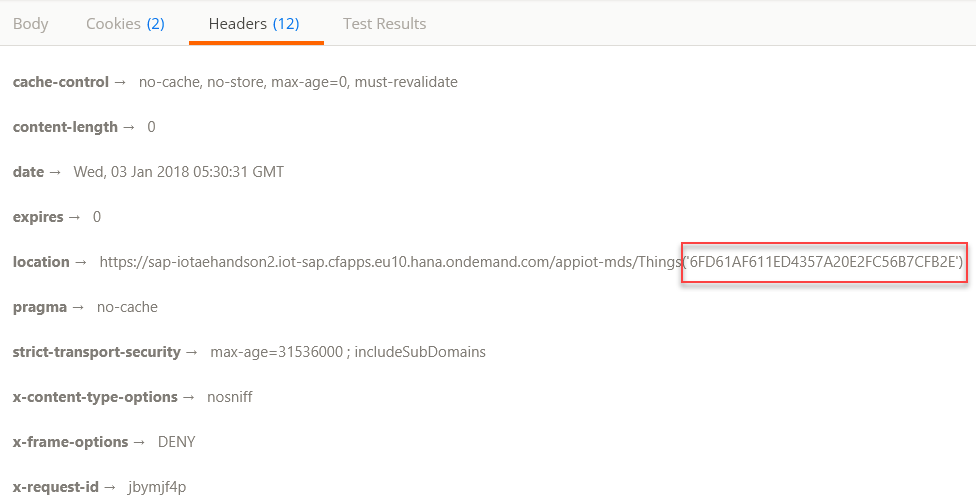 Body Cookies (2) Headers (12) Test Results
cache-control → no-cache, no-store, max-age=0, must-revalidate
content-length → 0
date → Wed, 03 Jan 2018 05:30:31 GMT
expires → 0
location → https://sap-iotaehandson2.iot-sap.cfapps.eu10.hana.ondemand.com/appiot-mds/Things('6FD61AF611ED4357A20E2FC56B7CFB2E')
pragma → no-cache
strict-transport-security → max-age=31536000 ; includeSubDomains
x-content-type-options → nosniff
x-frame-options → DENY
x-request-id → jbymjf4p